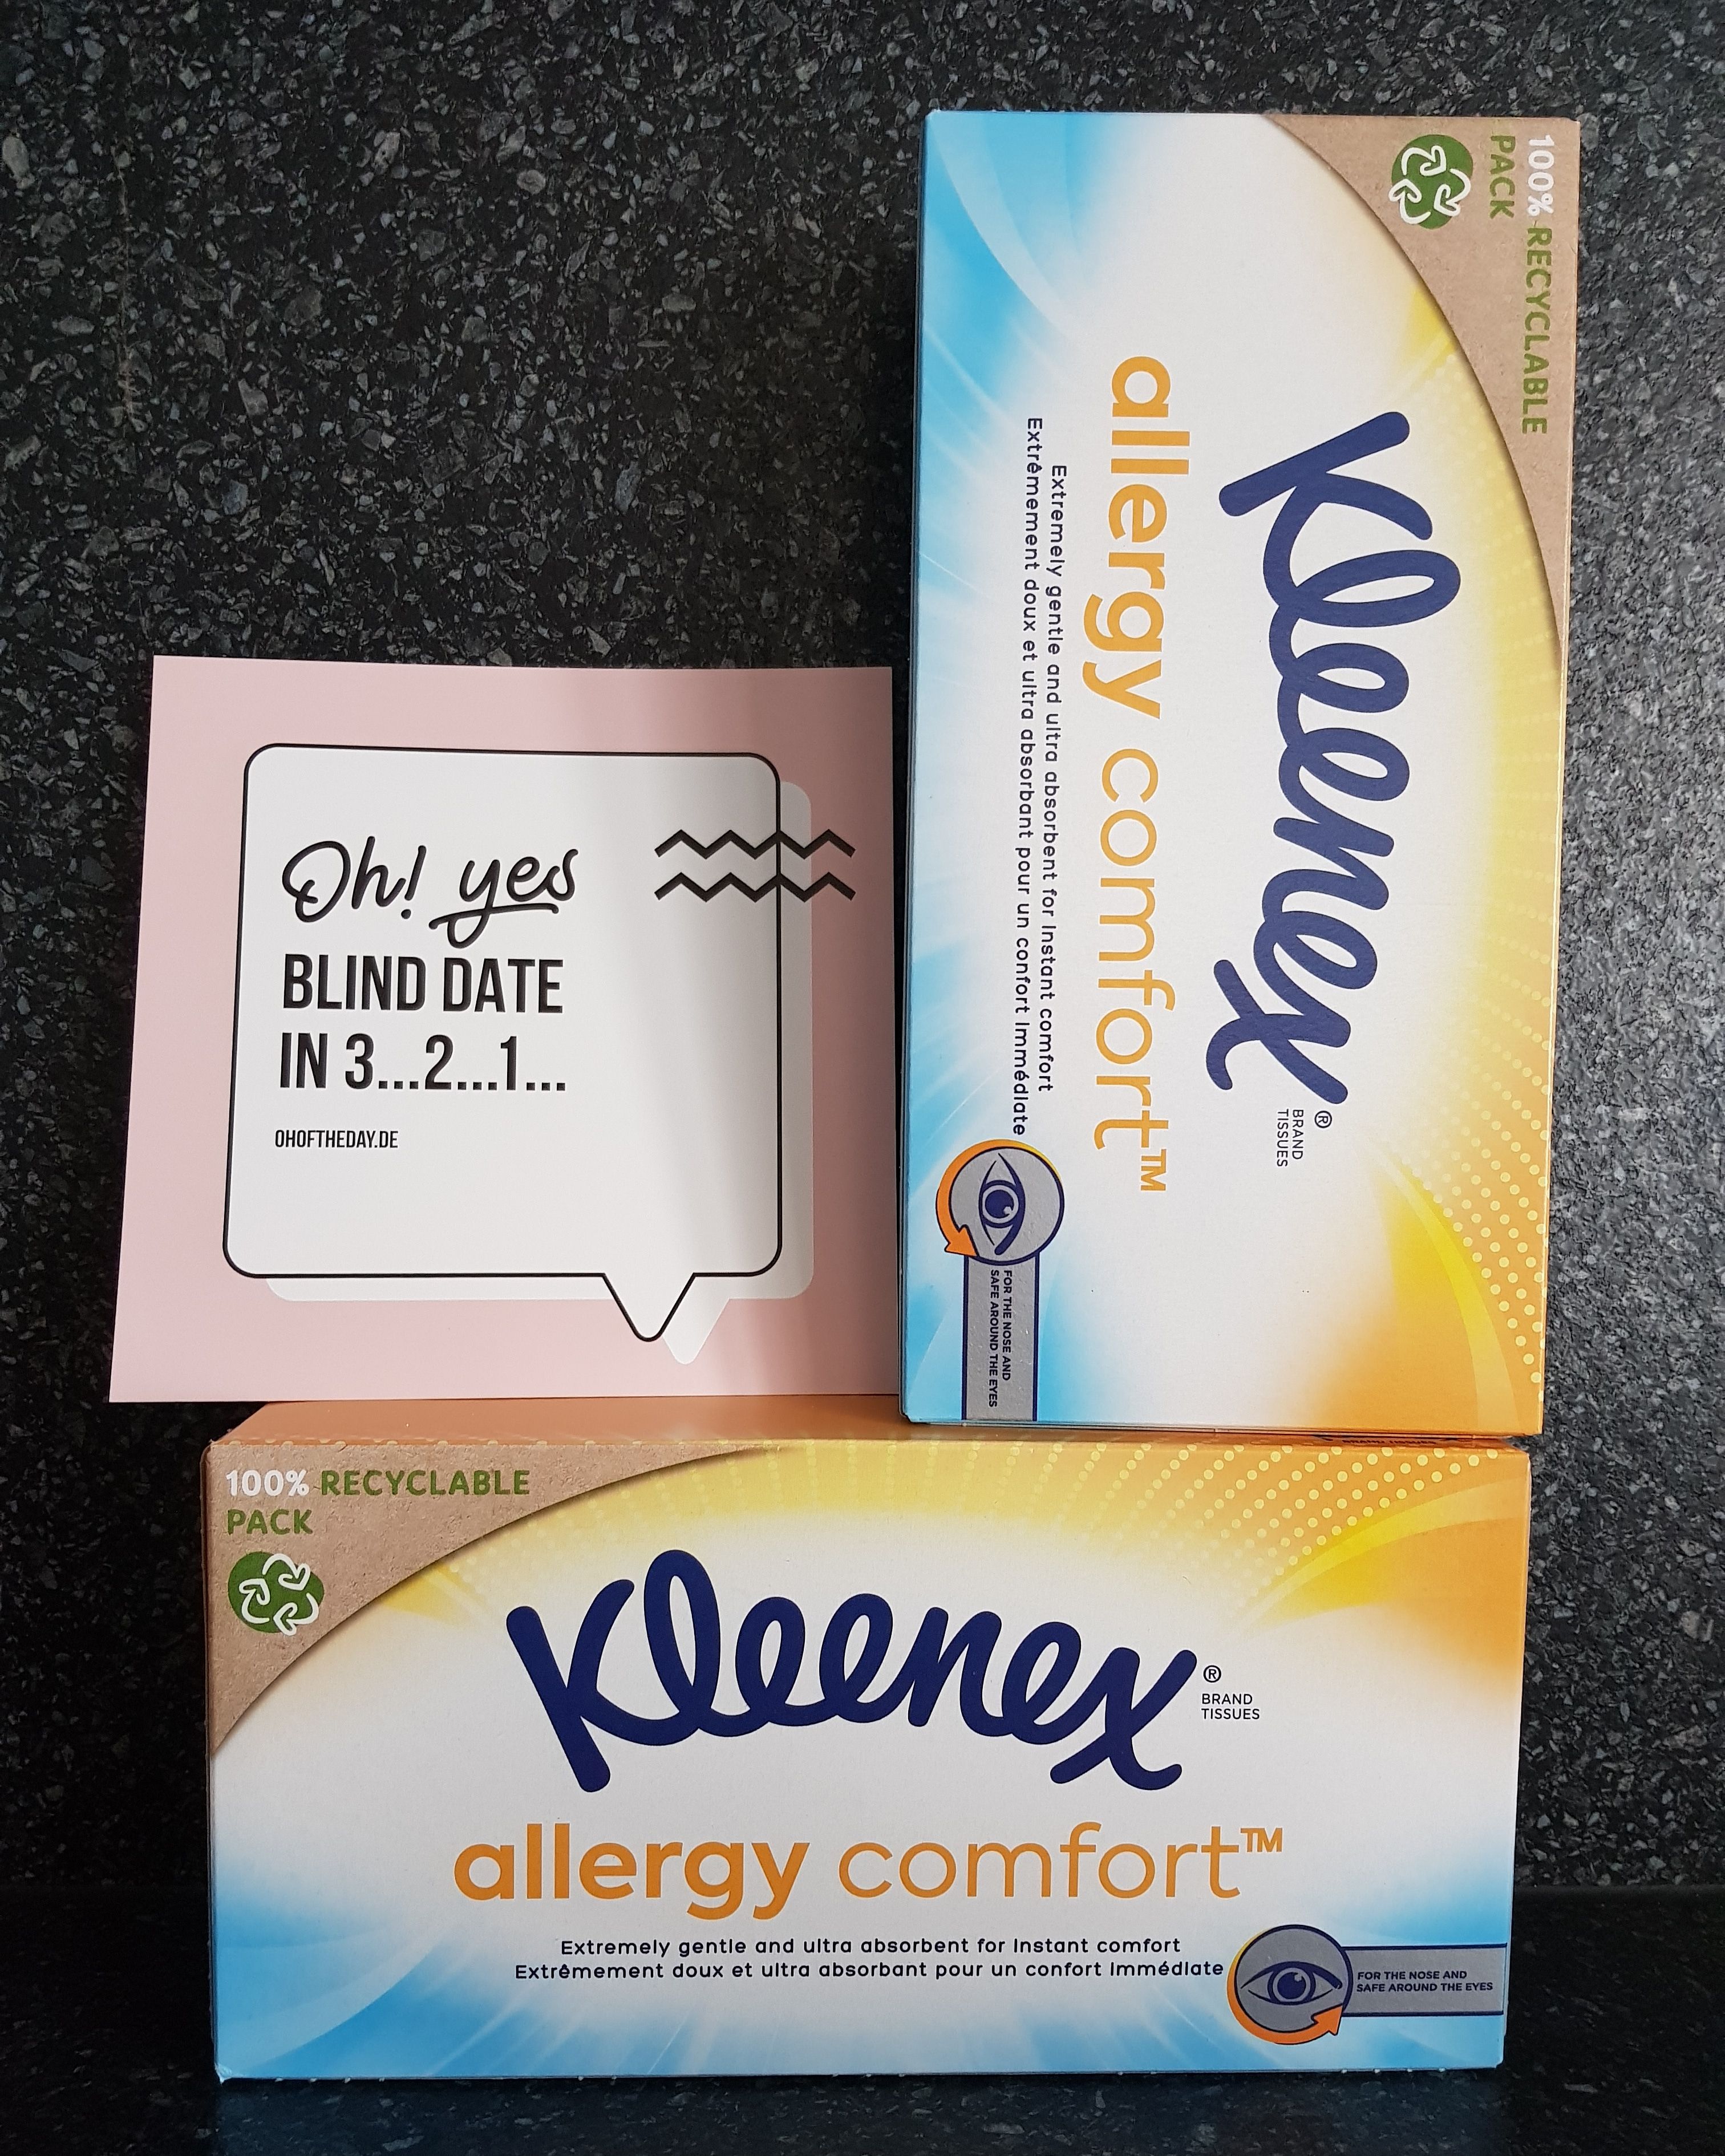 Oh! yes
BLIND DATE
IN 3...2...1...
OHOFTHEDAY.DE
100% RECYCLABLE
PACK
Kleenex®
BRAND
TISSUES
allergy comfort™
Extremely gentle and ultra absorbent for instant comfort
Extrêmement doux et ultra absorbant pour un confort immédiate
FOR THE NOSE AND
SAFE AROUND THE EYES
100% RECYCLABLE
PACK
Kleenex®
BRAND
TISSUES
allergy comfort™
Extremely gentle and ultra absorbent for instant comfort
Extrêmement doux et ultra absorbant pour un confort immédiate
FOR THE NOSE AND
SAFE AROUND THE EYES